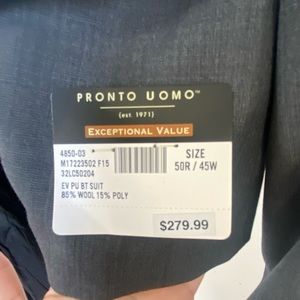 PRONTO UOMO™
(est. 1971)
EXCEPTIONAL VALUE
4850-03
M17223502 F15
32LC50204
SIZE
50R / 45W
EV PU BT SUIT
85% WOOL 15% POLY
$279.99